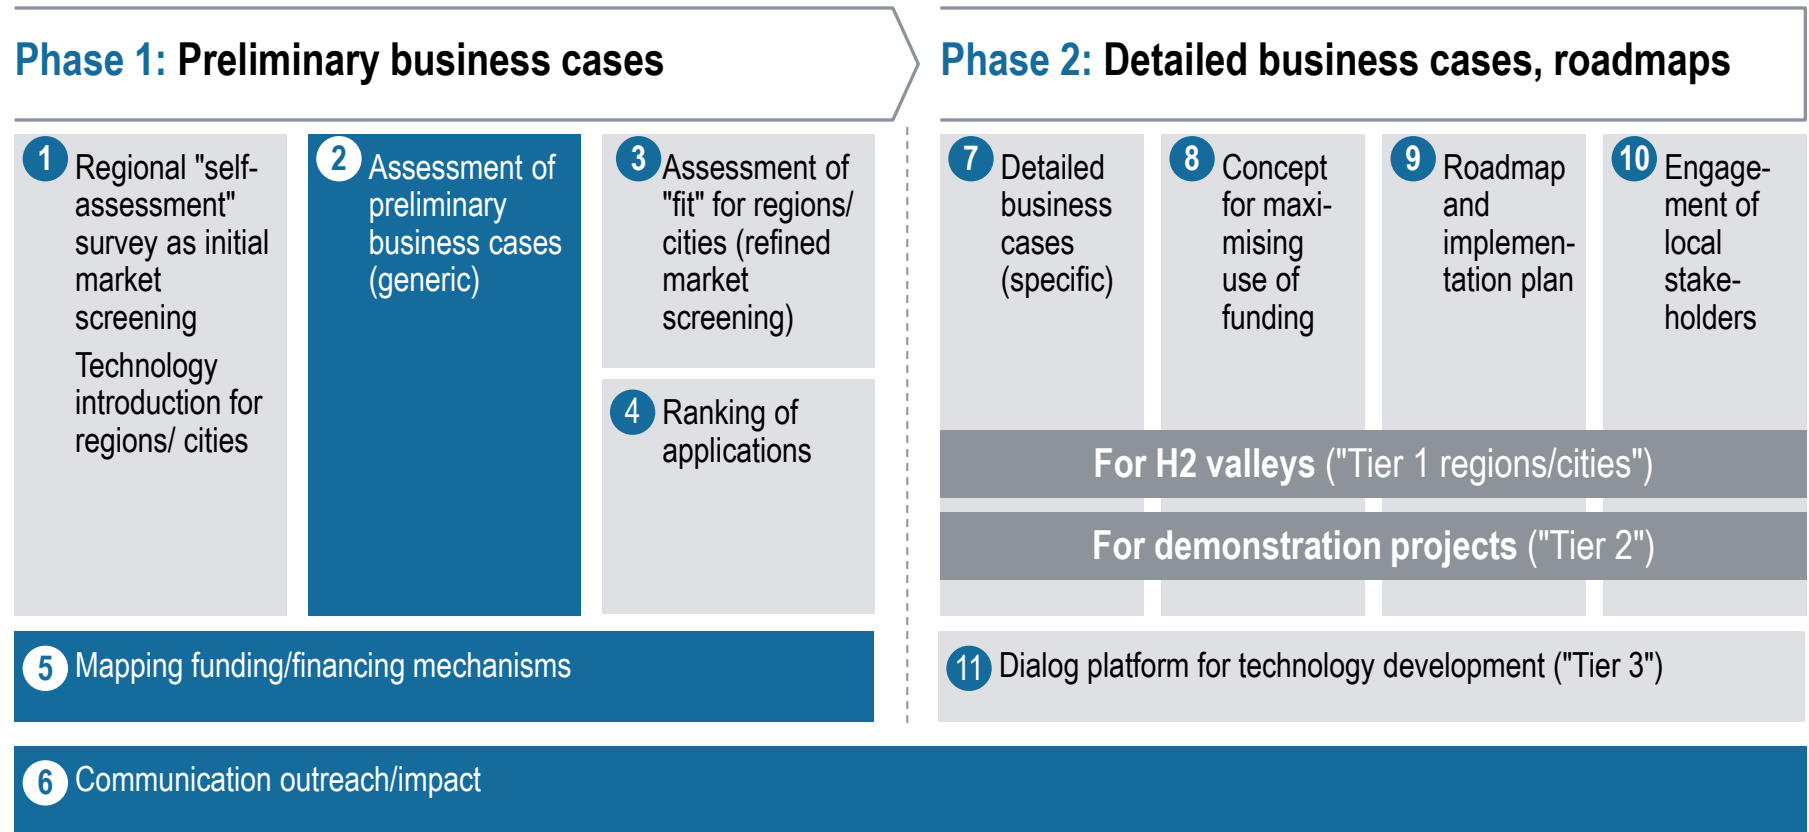 Phase 1: Preliminary business cases
1
Regional "self-
assessment"
survey as initial
market
screening
Technology
introduction for
regions/ cities
2
Assessment of
preliminary
business cases
(generic)
3
Assessment of
"fit" for regions/
cities (refined
market
screening)
4
Ranking of
applications
5
Mapping funding/financing mechanisms
Phase 2: Detailed business cases, roadmaps
7
Detailed
business
cases
(specific)
8
Concept
for maxi-
mising
use of
funding
9
Roadmap
and
implemen-
tation plan
10
Engage-
ment of
local
stake-
holders
For H2 valleys ("Tier 1 regions/cities")
For demonstration projects ("Tier 2")
11
Dialog platform for technology development ("Tier 3")
6
Communication outreach/impact